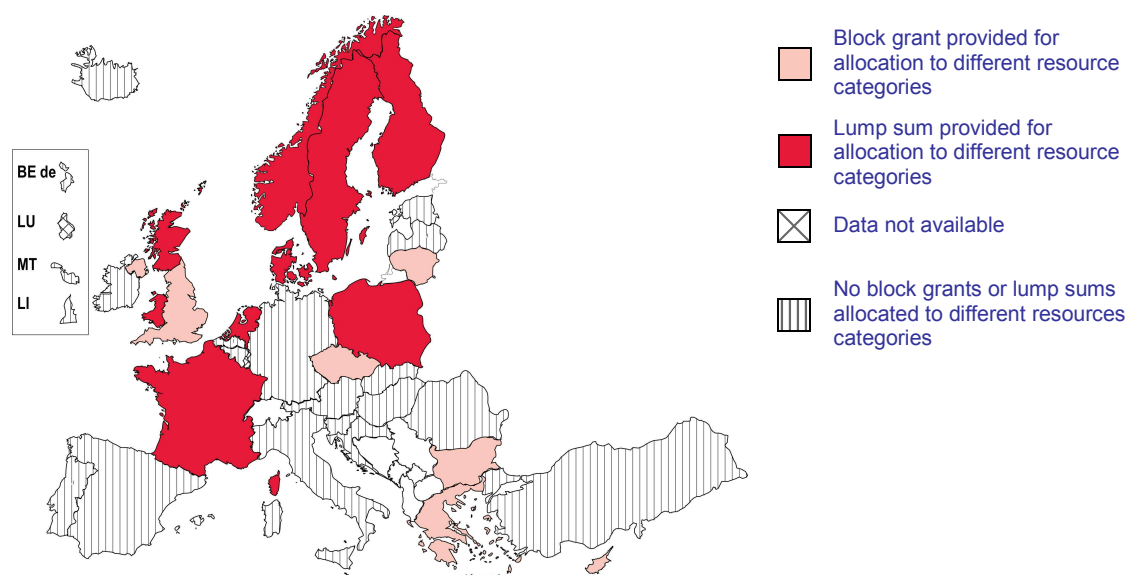 BE de
LU
MT
LI
Block grant provided for
allocation to different resource
categories
Lump sum provided for
allocation to different resource
categories
Data not available
No block grants or lump sums
allocated to different resources
categories